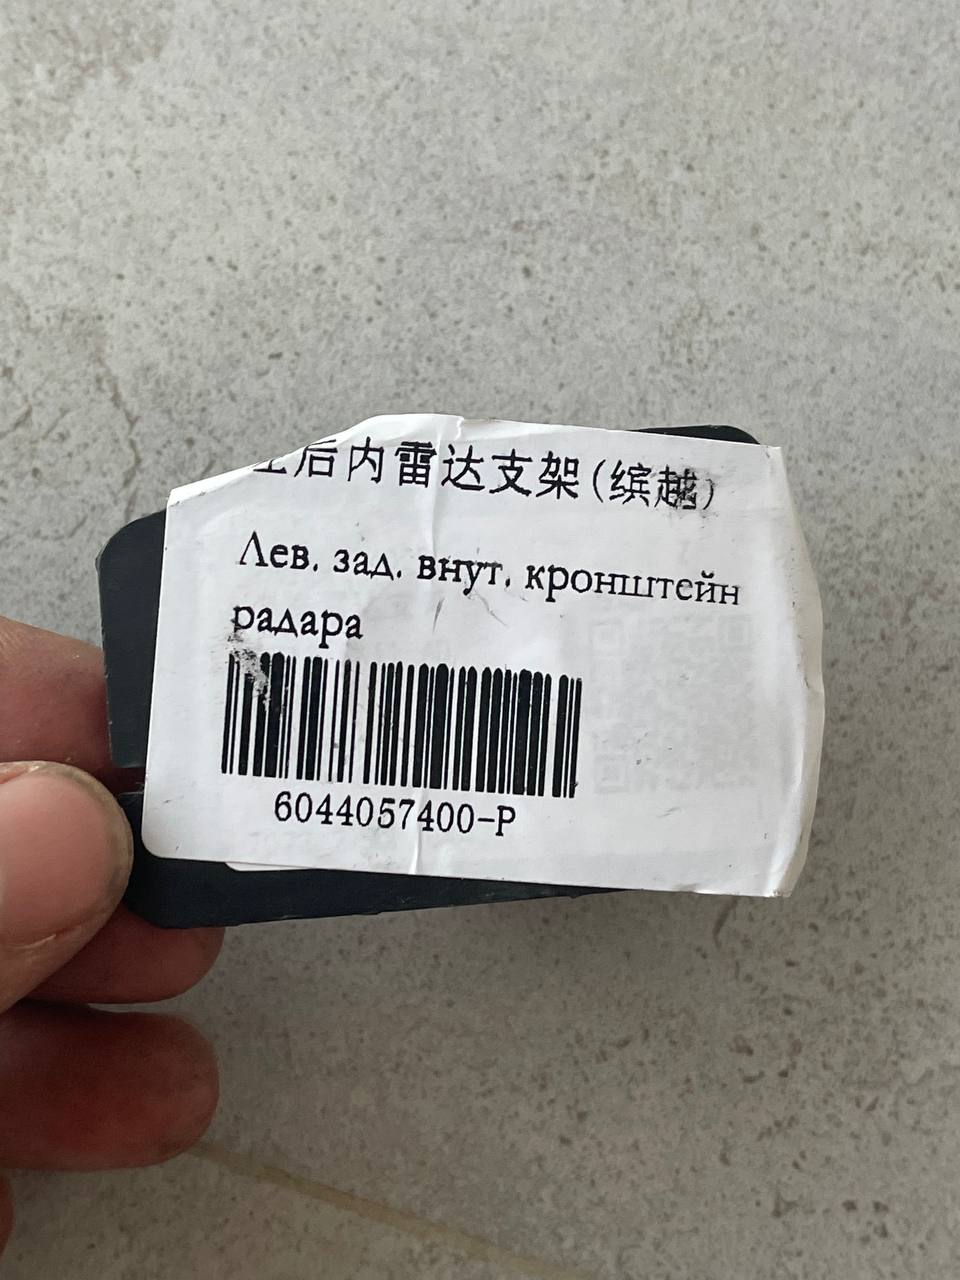 后内雷达支架(缤越)
Лев. зад. внут. кронштейн
радара
6044057400-P